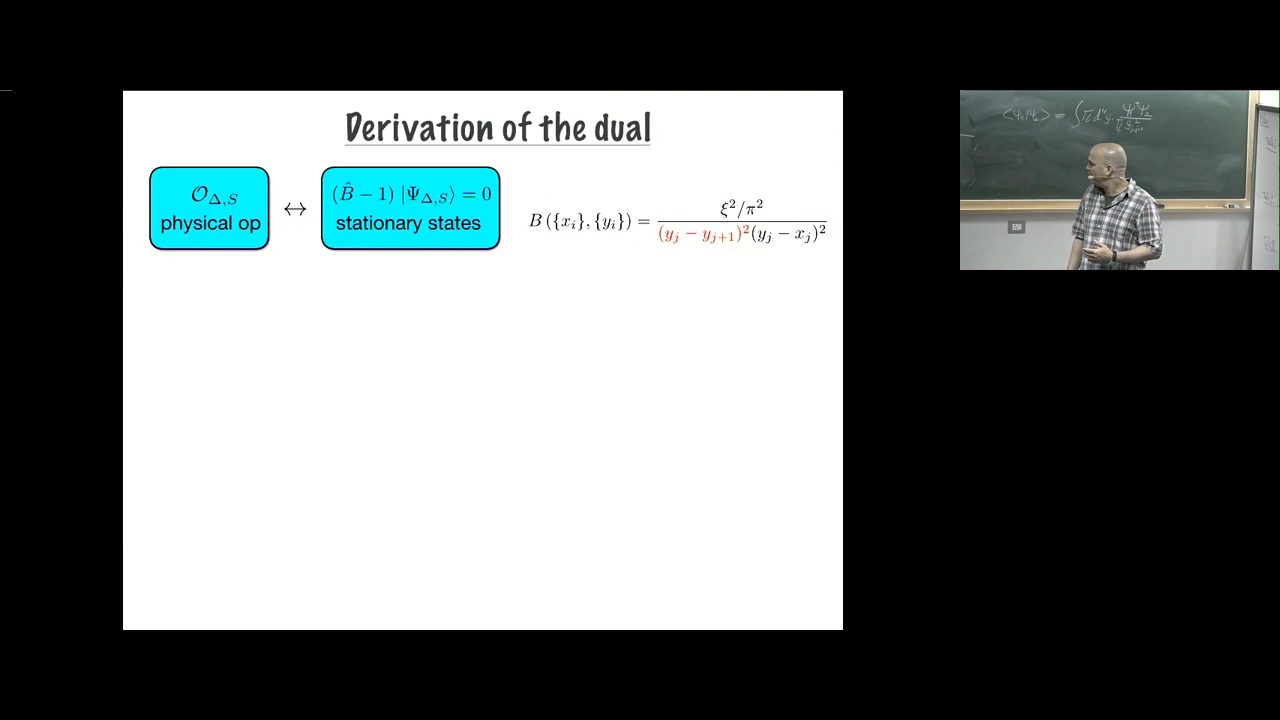 Derivation of the dual
𝒪_{Δ,S} ↔ (B̂ − 1) |Ψ_{Δ,S}⟩ = 0
physical op
stationary states
B ({x_i}, {y_i}) = \frac{ξ²/π²}{(y_j − y_{j+1})²(y_j − x_j)²}